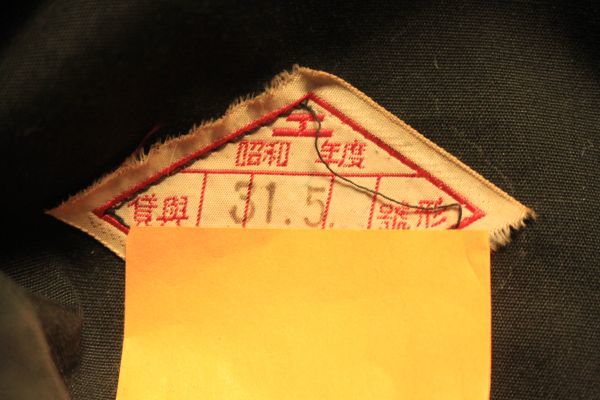 昭和 年度
貸與 31.5. 號形